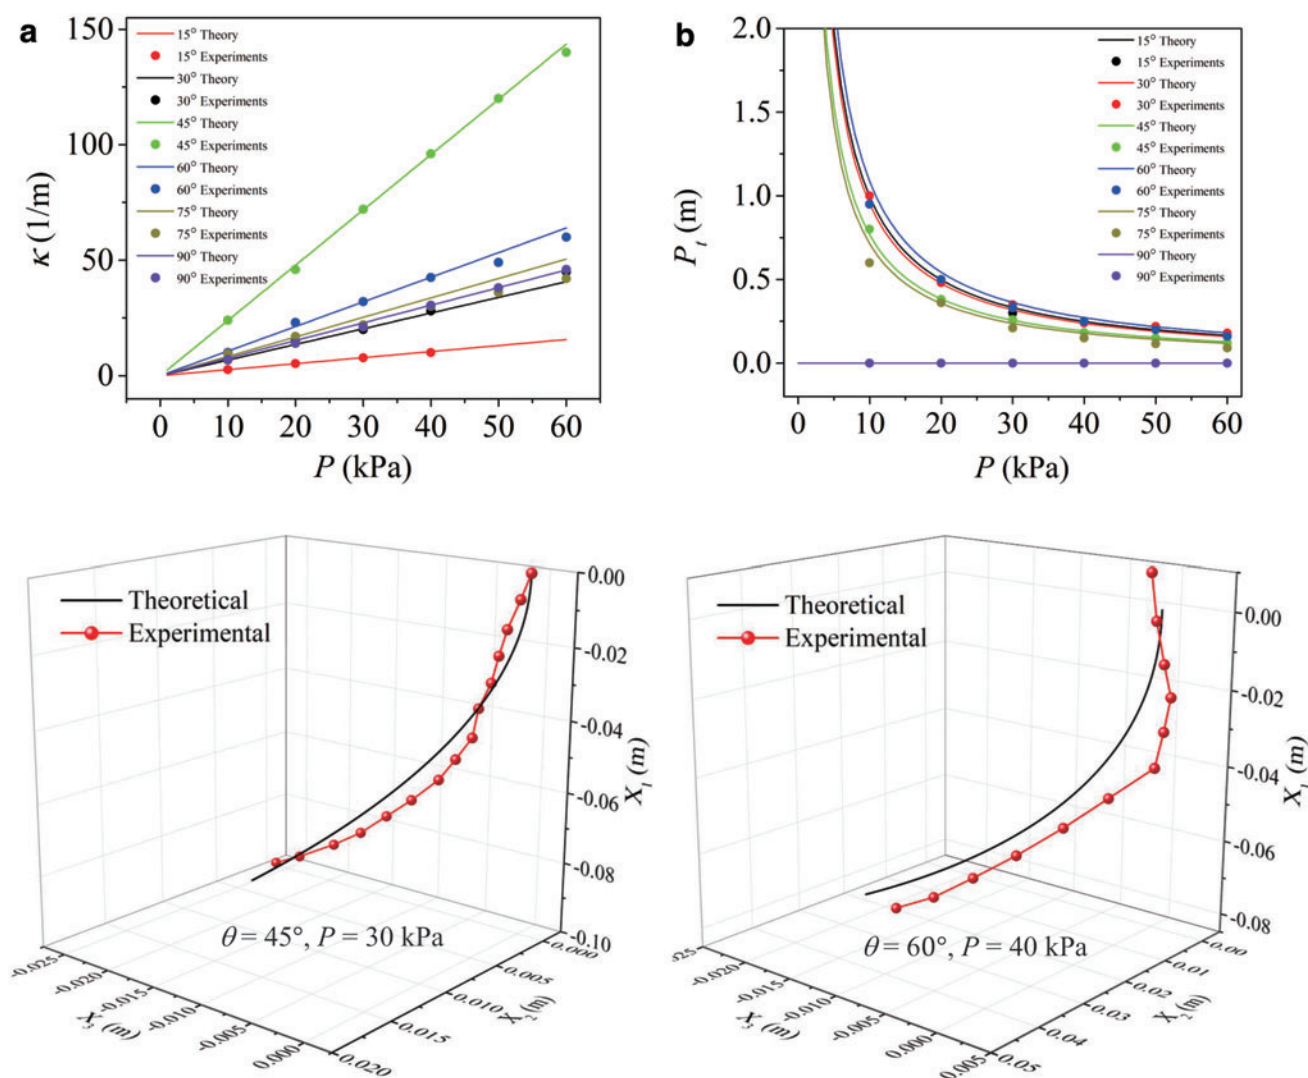 a
150
100
50
0
κ (1/m)
0 10 20 30 40 50 60
P (kPa)
15° Theory
15° Experiments
30° Theory
30° Experiments
45° Theory
45° Experiments
60° Theory
60° Experiments
75° Theory
75° Experiments
90° Theory
90° Experiments
b
2.0
1.5
1.0
0.5
0.0
P_t (m)
0 10 20 30 40 50 60
P (kPa)
15° Theory
15° Experiments
30° Theory
30° Experiments
45° Theory
45° Experiments
60° Theory
60° Experiments
75° Theory
75° Experiments
90° Theory
90° Experiments
Theoretical
Experimental
0.00
-0.02
-0.04
-0.06
-0.08
-0.10
X₁ (m)
θ = 45°, P = 30 kPa
-0.025
-0.020
-0.015
-0.010
-0.005
0.000
X₃ (m)
0.000
0.005
0.010
0.015
0.020
X₂ (m)
Theoretical
Experimental
0.00
-0.02
-0.04
-0.06
-0.08
X₁ (m)
θ = 60°, P = 40 kPa
25
-0.020
-0.015
-0.010
-0.005
0.000
0.005
X₃ (m)
0.00
0.01
0.02
0.03
0.04
0.05
X₂ (m)